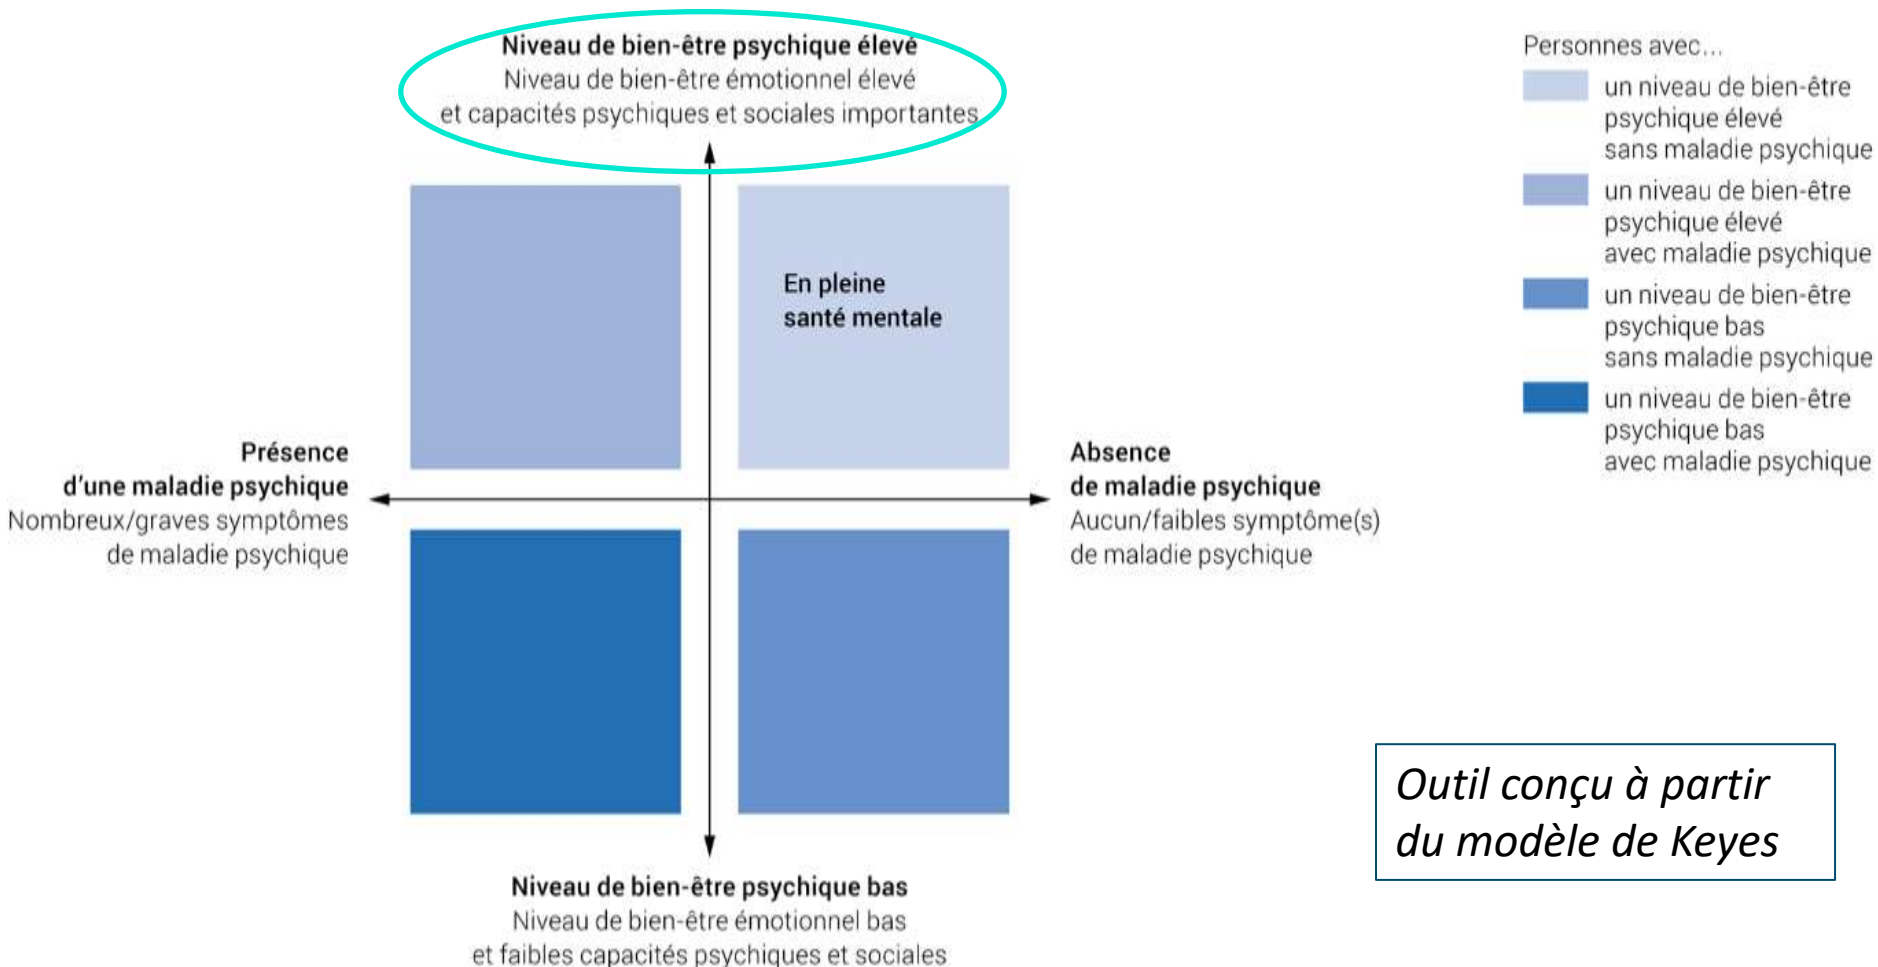 Niveau de bien-être psychique élevé
Niveau de bien-être émotionnel élevé
et capacités psychiques et sociales importantes
En pleine
santé mentale
Présence
d'une maladie psychique
Nombreux/graves symptômes
de maladie psychique
Absence
de maladie psychique
Aucun/faibles symptôme(s)
de maladie psychique
Niveau de bien-être psychique bas
Niveau de bien-être émotionnel bas
et faibles capacités psychiques et sociales
Personnes avec...
un niveau de bien-être
psychique élevé
sans maladie psychique
un niveau de bien-être
psychique élevé
avec maladie psychique
un niveau de bien-être
psychique bas
sans maladie psychique
un niveau de bien-être
psychique bas
avec maladie psychique
Outil conçu à partir
du modèle de Keyes